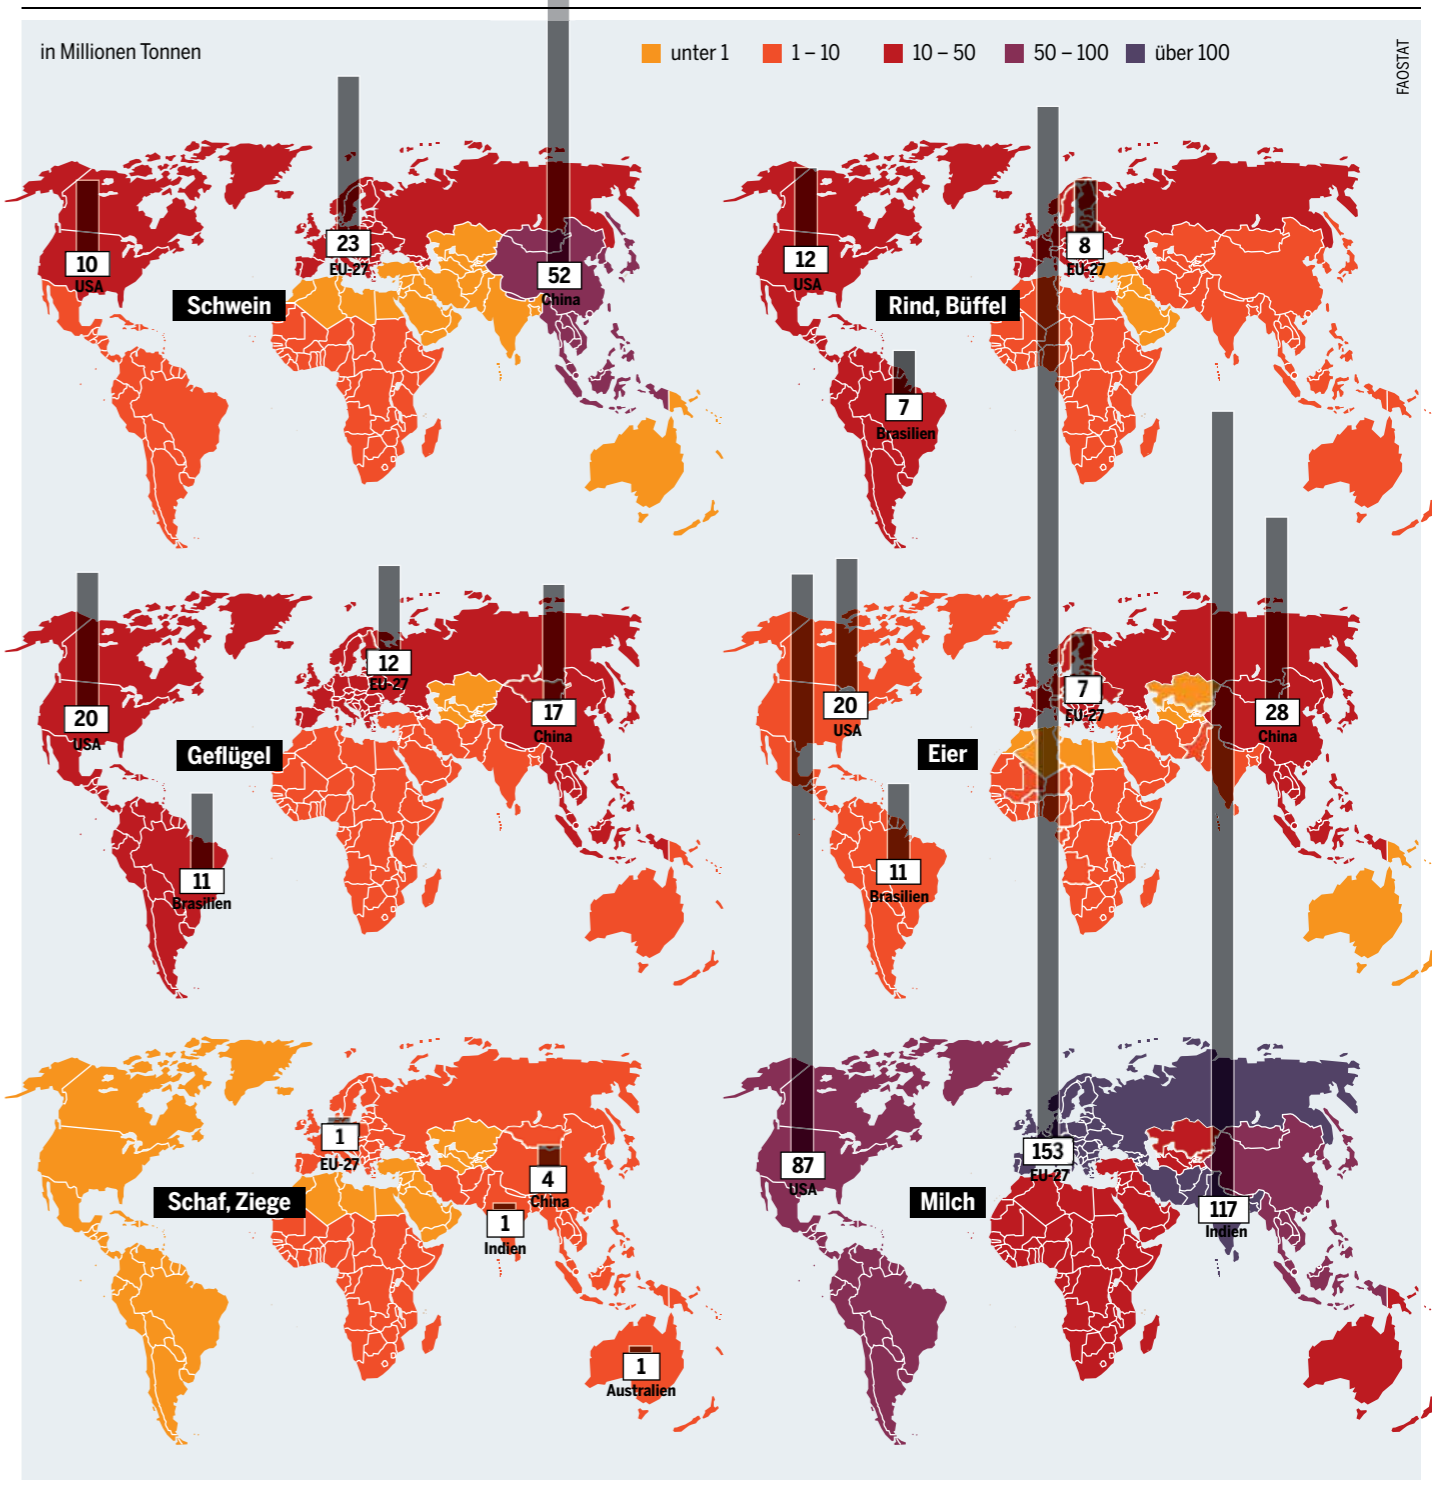 in Millionen Tonnen
unter 1
1 – 10
10 – 50
50 – 100
über 100
FAOSTAT
10
USA
23
EU-27
52
China
Schwein
12
USA
8
EU-27
7
Brasilien
Rind, Büffel
20
USA
12
EU-27
17
China
11
Brasilien
Geflügel
20
USA
7
EU-27
28
China
11
Brasilien
Eier
1
EU-27
4
China
1
Indien
1
Australien
Schaf, Ziege
87
USA
153
EU-27
117
Indien
Milch